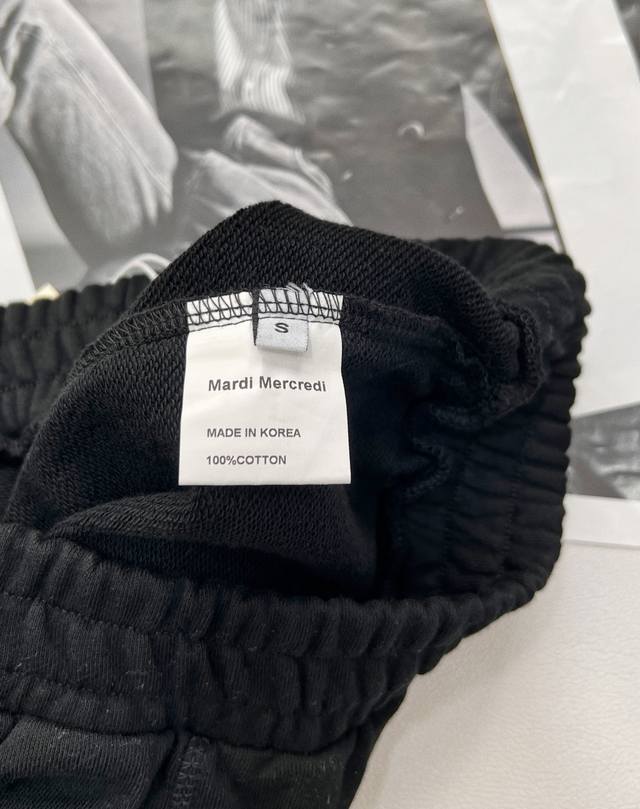 S
Mardi Mercredi
MADE IN KOREA
100%COTTON